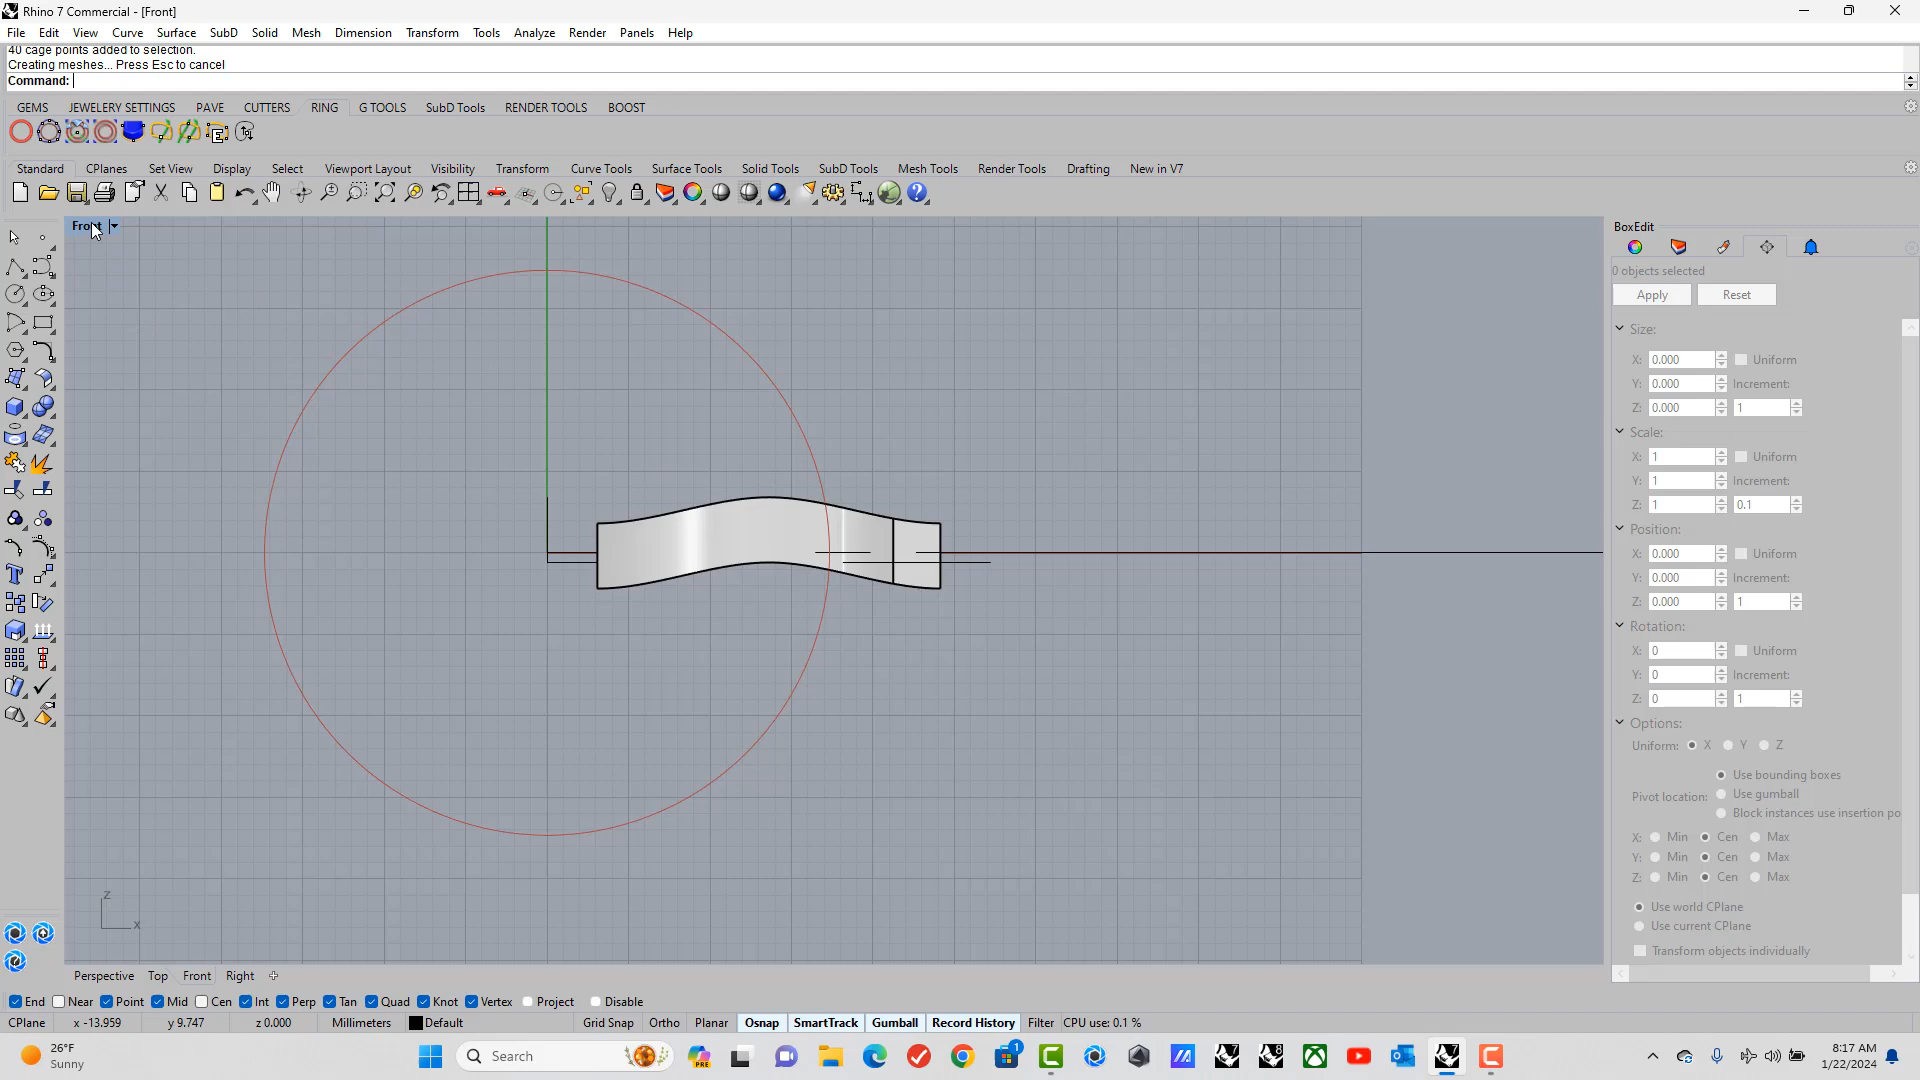 Rhino 7 Commercial - [Front]
File Edit View Curve Surface SubD Solid Mesh Dimension Transform Tools Analyze Render Panels Help
40 cage points added to selection.
Creating meshes... Press Esc to cancel
Command:
GEMS JEWELERY SETTINGS PAVE CUTTERS RING G TOOLS SubD Tools RENDER TOOLS BOOST
Standard CPlanes Set View Display Select Viewport Layout Visibility Transform Curve Tools Surface Tools Solid Tools SubD Tools Mesh Tools Render Tools Drafting New in V7
Front
BoxEdit
0 objects selected
Apply Reset
Size:
X: 0.000 Uniform
Y: 0.000 Increment:
Z: 0.000 1
Scale:
X: 1 Uniform
Y: 1 Increment:
Z: 1 0.1
Position:
X: 0.000 Uniform
Y: 0.000 Increment:
Z: 0.000 1
Rotation:
X: 0 Uniform
Y: 0 Increment:
Z: 0 1
Options:
Uniform: X Y Z
Use bounding boxes
Pivot location: Use gumball
Block instances use insertion po
X: Min Cen Max
Y: Min Cen Max
Z: Min Cen Max
Use world CPlane
Use current CPlane
Transform objects individually
z
x
Perspective Top Front Right
End Near Point Mid Cen Int Perp Tan Quad Knot Vertex Project Disable
CPlane x -13.959 y 9.747 z 0.000 Millimeters Default Grid Snap Ortho Planar Osnap SmartTrack Gumball Record History Filter CPU use: 0.1 %
26°F
Sunny
Search
PRE
1
7
8
7
8:17 AM
1/22/2024